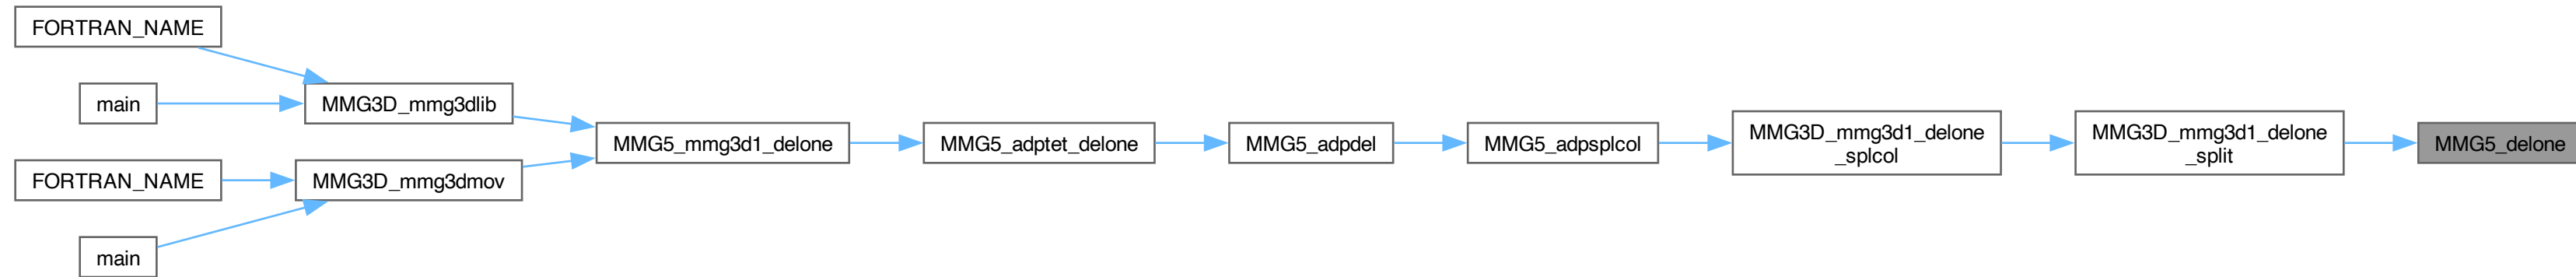 FORTRAN_NAME
main
MMG3D_mmg3dlib
FORTRAN_NAME
main
MMG3D_mmg3dmov
MMG5_mmg3d1_delone
MMG5_adptet_delone
MMG5_adpdel
MMG5_adpsplcol
MMG3D_mmg3d1_delone
_splcol
MMG3D_mmg3d1_delone
_split
MMG5_delone